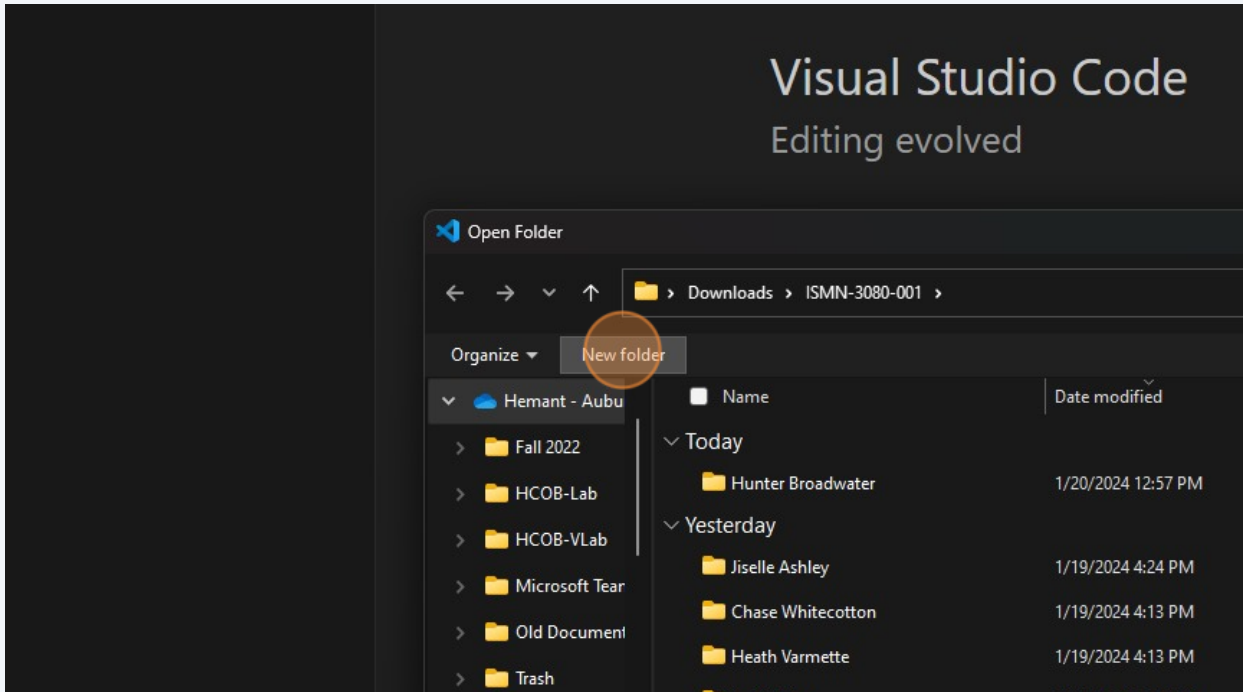 Visual Studio Code
Editing evolved
Open Folder
Downloads › ISMN-3080-001 ›
Organize New folder
Hemant - Aubu
Fall 2022
HCOB-Lab
HCOB-VLab
Microsoft Tear
Old Document
Trash
Name Date modified
Today
Hunter Broadwater 1/20/2024 12:57 PM
Yesterday
Jiselle Ashley 1/19/2024 4:24 PM
Chase Whitecotton 1/19/2024 4:13 PM
Heath Varmette 1/19/2024 4:13 PM